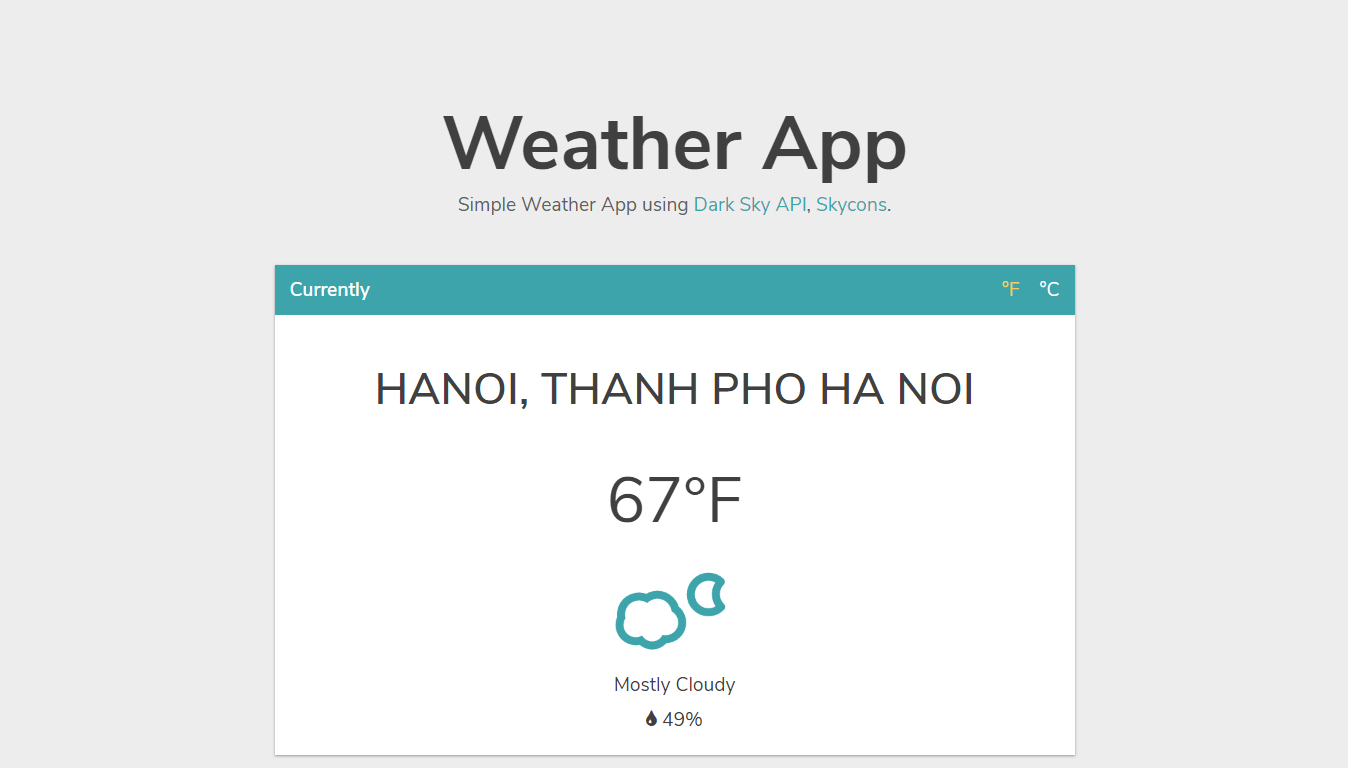 Weather App
Simple Weather App using Dark Sky API, Skycons.
Currently °F °C
HANOI, THANH PHO HA NOI
67°F
Mostly Cloudy
49%